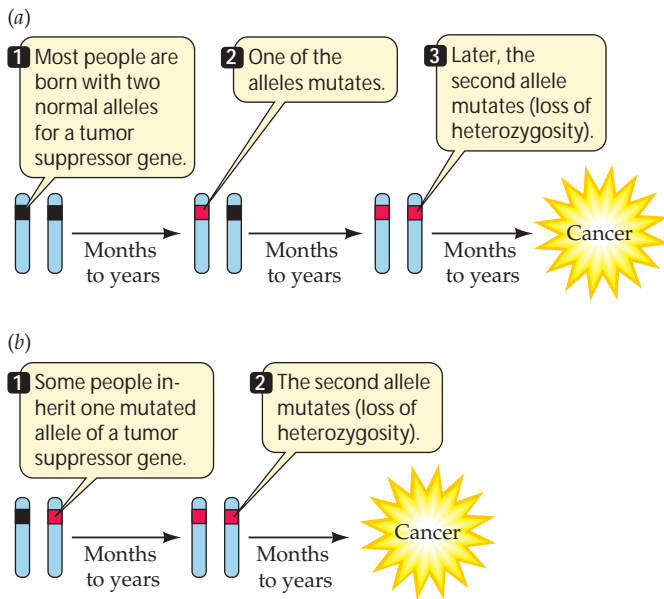 (a)
1 Most people are
born with two
normal alleles
for a tumor
suppressor gene.
2 One of the
alleles mutates.
3 Later, the
second allele
mutates (loss of
heterozygosity).
Months
to years
Months
to years
Months
to years
Cancer
(b)
1 Some people in-
herit one mutated
allele of a tumor
suppressor gene.
2 The second allele
mutates (loss of
heterozygosity).
Months
to years
Months
to years
Cancer